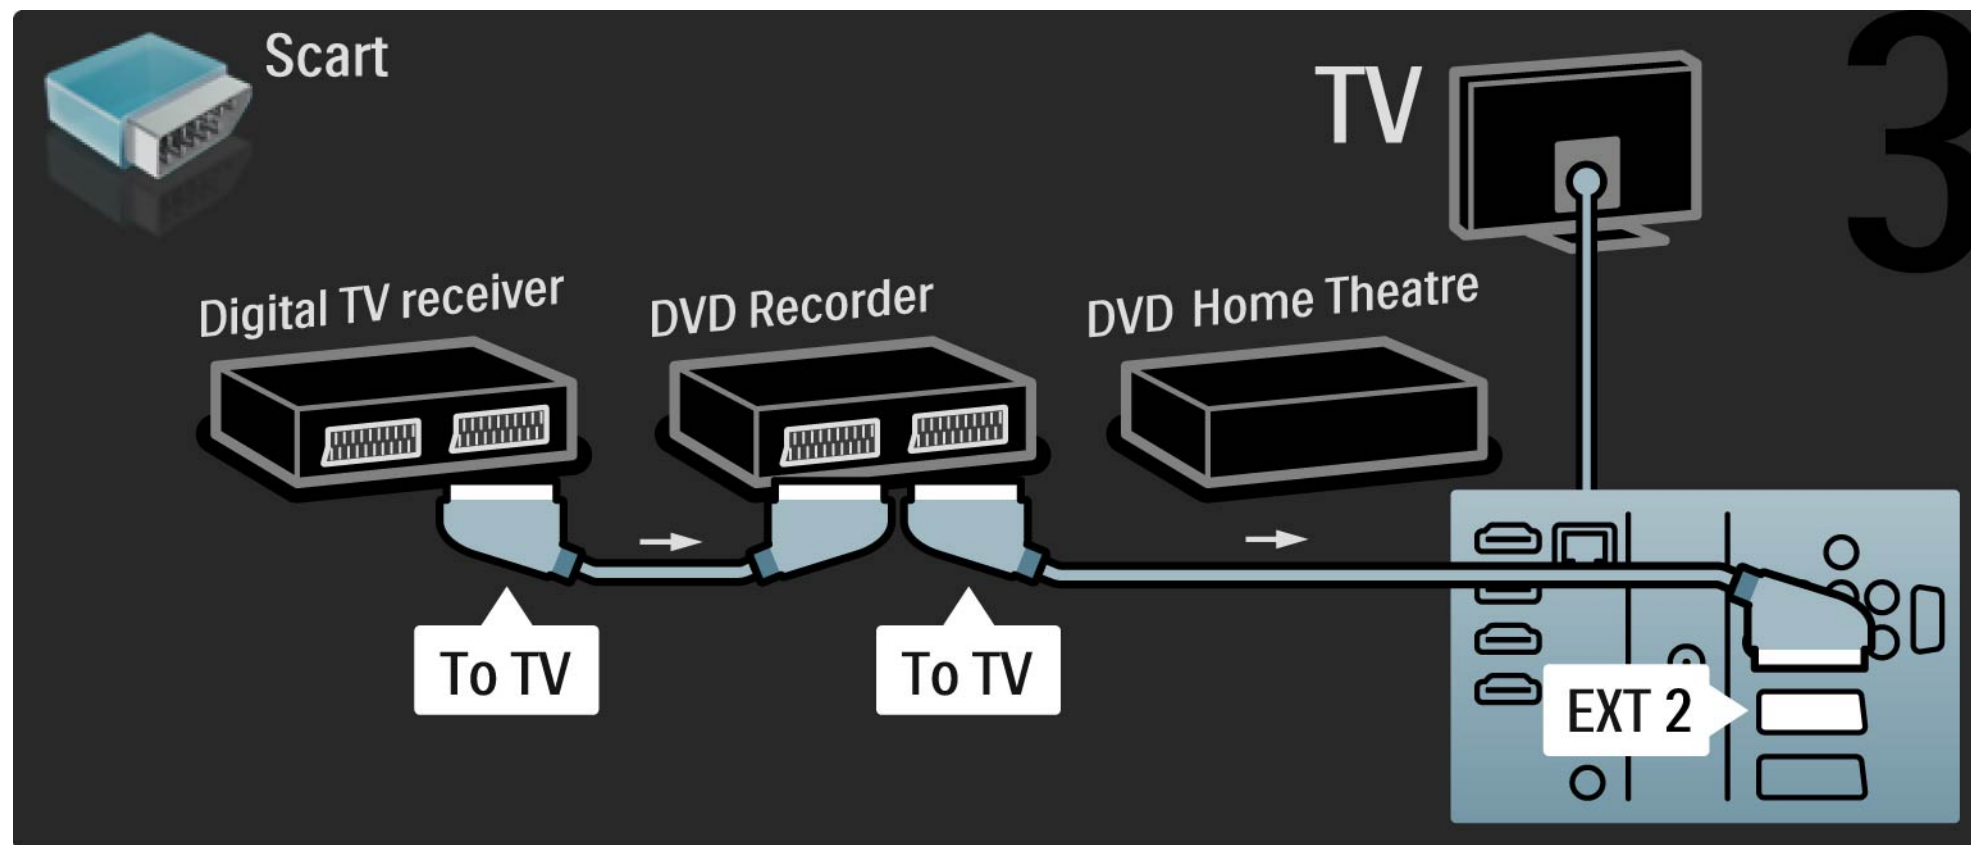 Scart
TV
3
Digital TV receiver
DVD Recorder
DVD Home Theatre
To TV
To TV
EXT 2